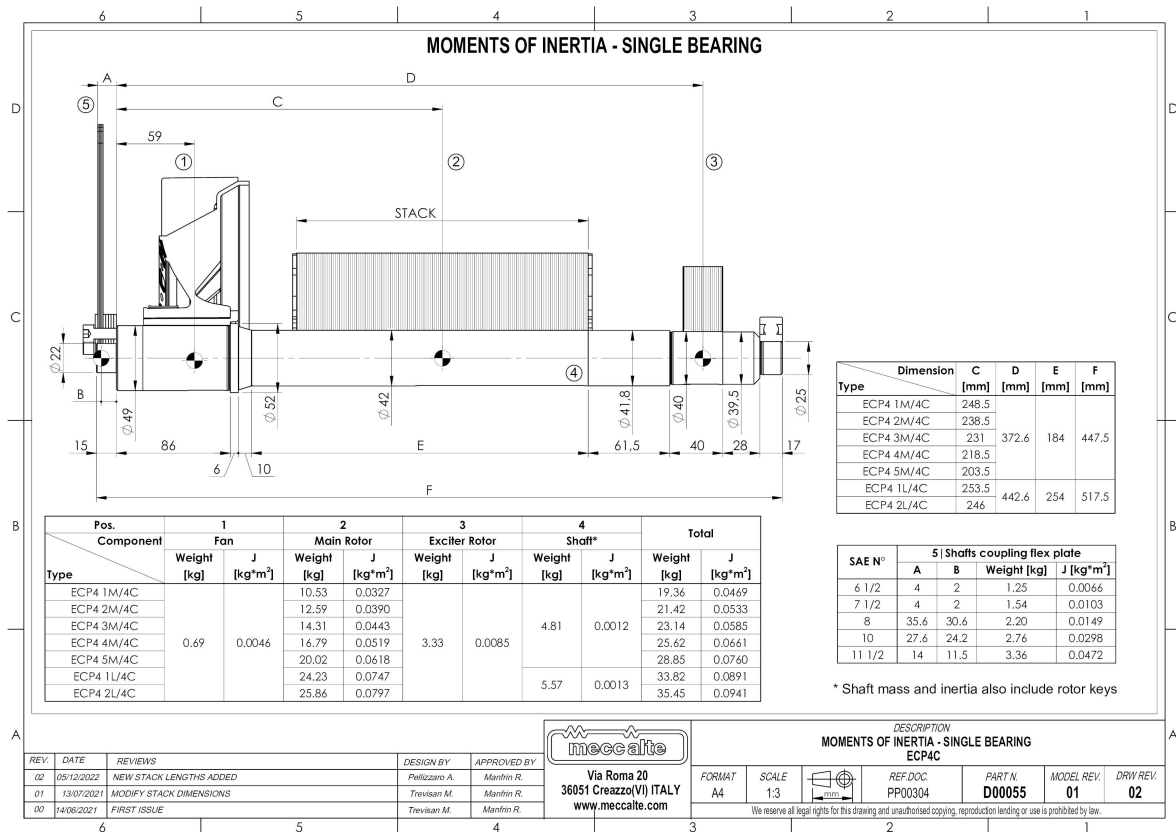 6 5 4 3 2 1
MOMENTS OF INERTIA - SINGLE BEARING
A D
D D
5 C
59
1 2 3
STACK
C C
Ø 22
4
B Ø 49 Ø 52 Ø 42 Ø 41,8 Ø 40 Ø 39,5 Ø 25
15 86 E 61,5 40 28 17
6 10
F
Dimension C D E F
Type [mm] [mm] [mm] [mm]
ECP4 1M/4C 248.5
ECP4 2M/4C 238.5
ECP4 3M/4C 231 372.6 184 447.5
ECP4 4M/4C 218.5
ECP4 5M/4C 203.5
ECP4 1L/4C 253.5 442.6 254 517.5
ECP4 2L/4C 246
B B
Pos. 1 2 3 4 Total
Component Fan Main Rotor Exciter Rotor Shaft*
Type Weight [kg] J [kg*m²] Weight [kg] J [kg*m²] Weight [kg] J [kg*m²] Weight [kg] J [kg*m²] Weight [kg] J [kg*m²]
ECP4 1M/4C 10.53 0.0327 19.36 0.0469
ECP4 2M/4C 12.59 0.0390 21.42 0.0533
ECP4 3M/4C 14.31 0.0443 4.81 0.0012 23.14 0.0585
ECP4 4M/4C 0.69 0.0046 16.79 0.0519 3.33 0.0085 25.62 0.0661
ECP4 5M/4C 20.02 0.0618 28.85 0.0760
ECP4 1L/4C 24.23 0.0747 5.57 0.0013 33.82 0.0891
ECP4 2L/4C 25.86 0.0797 35.45 0.0941
SAE N° 5|Shafts coupling flex plate
A B Weight [kg] J [kg*m²]
6 1/2 4 2 1.25 0.0066
7 1/2 4 2 1.54 0.0103
8 35.6 30.6 2.20 0.0149
10 27.6 24.2 2.76 0.0298
11 1/2 14 11.5 3.36 0.0472
* Shaft mass and inertia also include rotor keys
A A
REV. DATE REVIEWS DESIGN BY APPROVED BY
02 05/12/2022 NEW STACK LENGTHS ADDED Pellizzaro A. Manfrin R.
01 13/07/2021 MODIFY STACK DIMENSIONS Trevisan M. Manfrin R.
00 14/06/2021 FIRST ISSUE Trevisan M. Manfrin R.
mecc alte
Via Roma 20
36051 Creazzo(VI) ITALY
www.meccalte.com
DESCRIPTION
MOMENTS OF INERTIA - SINGLE BEARING
ECP4C
FORMAT SCALE REF.DOC. PART N. MODEL REV. DRW REV.
A4 1:3 mm PP00304 D00055 01 02
We reserve all legal rights for this drawing and unauthorised copying, reproduction lending or use is prohibited by law.
6 5 4 3 2 1